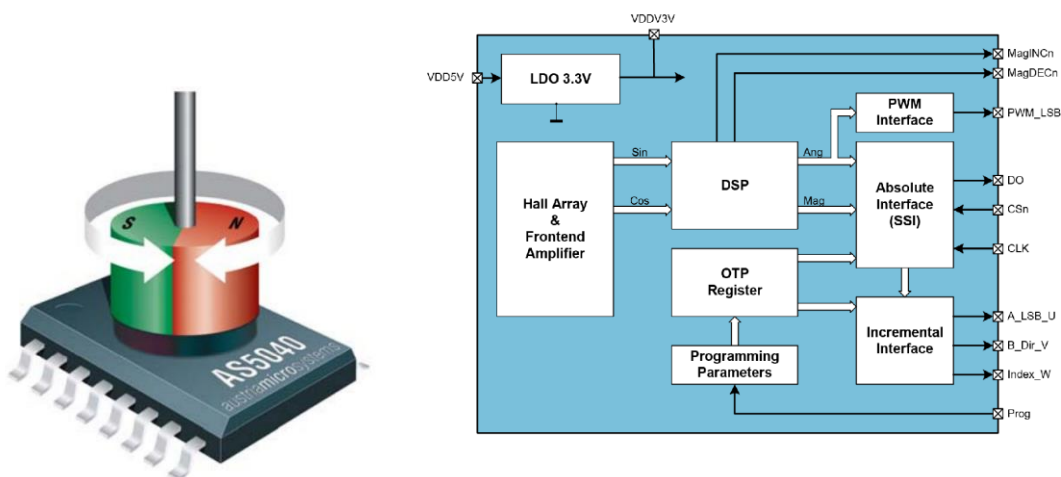 S
N
AS5040
austriamicrosystems
VDDV3V
VDD5V
LDO 3.3V
MagINCn
MagDECn
PWM
Interface
PWM_LSB
Hall Array
&
Frontend
Amplifier
Sin
Cos
DSP
Ang
Mag
Absolute
Interface
(SSI)
DO
CSn
CLK
OTP
Register
Programming
Parameters
Incremental
Interface
A_LSB_U
B_Dir_V
Index_W
Prog